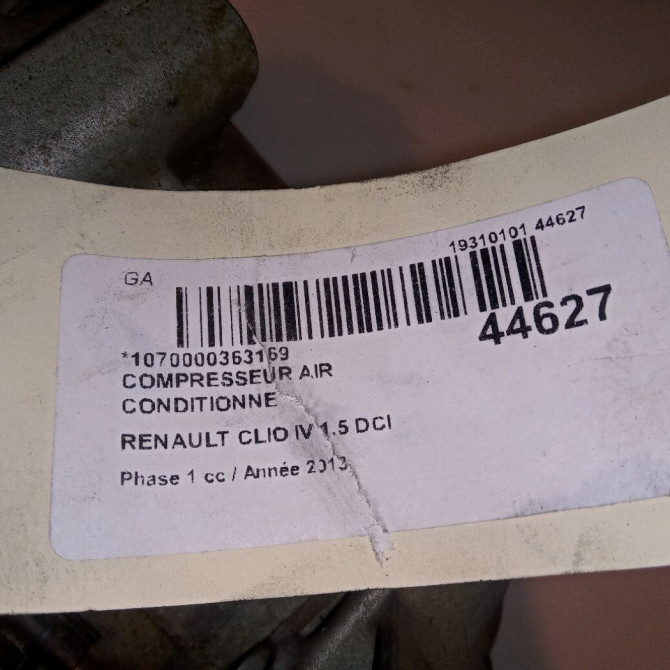 19310101 44627
GA
44627
*1070000363169
COMPRESSEUR AIR
CONDITIONNE
RENAULT CLIO IV 1.5 DCI
Phase 1 cc / Année 2013